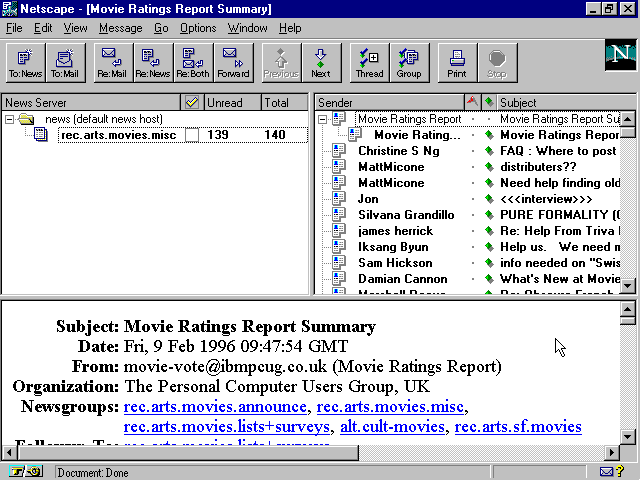 Netscape - [Movie Ratings Report Summary]
File Edit View Message Go Options Window Help
To:News To:Mail Re:Mail Re:News Re:Both Forward Previous Next Thread Group Print Stop
N
News Server Unread Total
news (default news host)
rec.arts.movies.misc 139 140
Sender Subject
Movie Ratings Report Movie Ratings Report Su
Movie Rating... Movie Ratings Repor
Christine S Ng FAQ : Where to post
MattMicone distributers??
MattMicone Need help finding old
Jon <<<interview>>>
Silvana Grandillo PURE FORMALITY (
james herrick Re: Help From Triva
Iksang Byun Help us. We need m
Sam Hickson info needed on "Swis
Damian Cannon What's New at Movie
Subject: Movie Ratings Report Summary
Date: Fri, 9 Feb 1996 09:47:54 GMT
From: movie-vote@ibmpcug.co.uk (Movie Ratings Report)
Organization: The Personal Computer Users Group, UK
Newsgroups: rec.arts.movies.announce, rec.arts.movies.misc,
rec.arts.movies.lists+surveys, alt.cult-movies, rec.arts.sf.movies
Document: Done